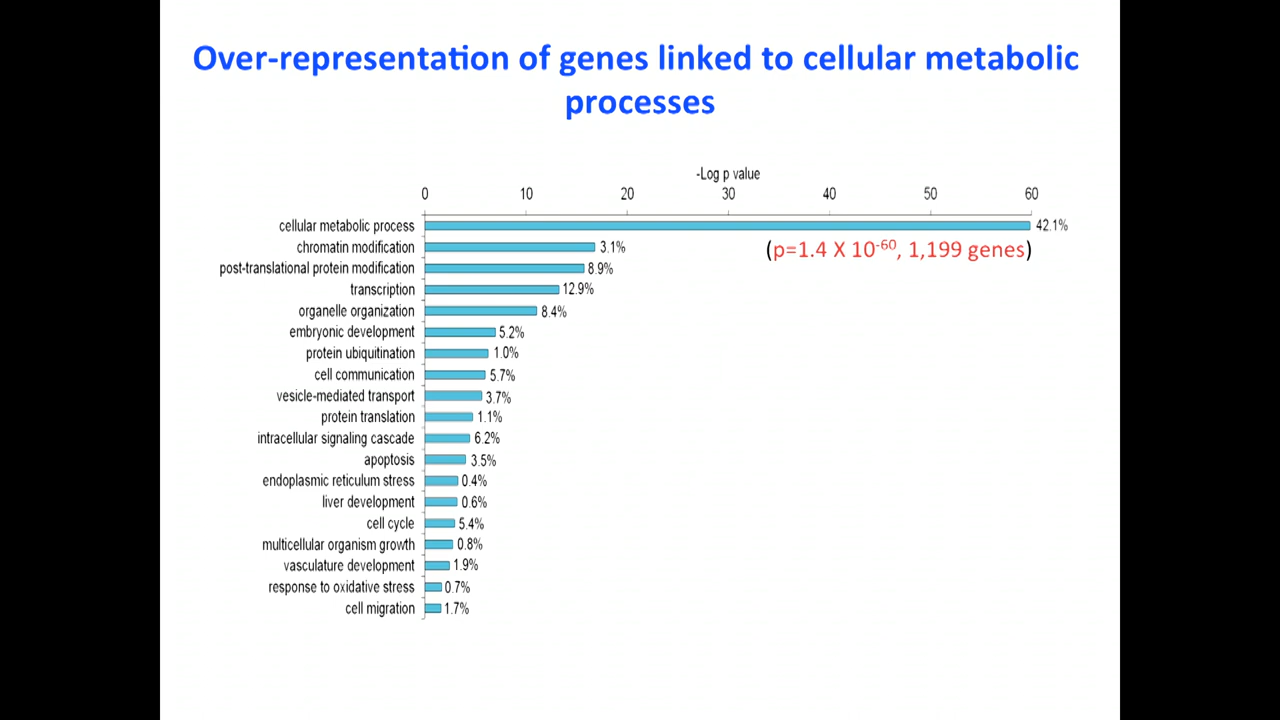 Over-representation of genes linked to cellular metabolic
processes
-Log p value
0 10 20 30 40 50 60
cellular metabolic process 42.1%
chromatin modification 3.1% (p=1.4 X 10-60, 1,199 genes)
post-translational protein modification 8.9%
transcription 12.9%
organelle organization 8.4%
embryonic development 5.2%
protein ubiquitination 1.0%
cell communication 5.7%
vesicle-mediated transport 3.7%
protein translation 1.1%
intracellular signaling cascade 6.2%
apoptosis 3.5%
endoplasmic reticulum stress 0.4%
liver development 0.6%
cell cycle 5.4%
multicellular organism growth 0.8%
vasculature development 1.9%
response to oxidative stress 0.7%
cell migration 1.7%